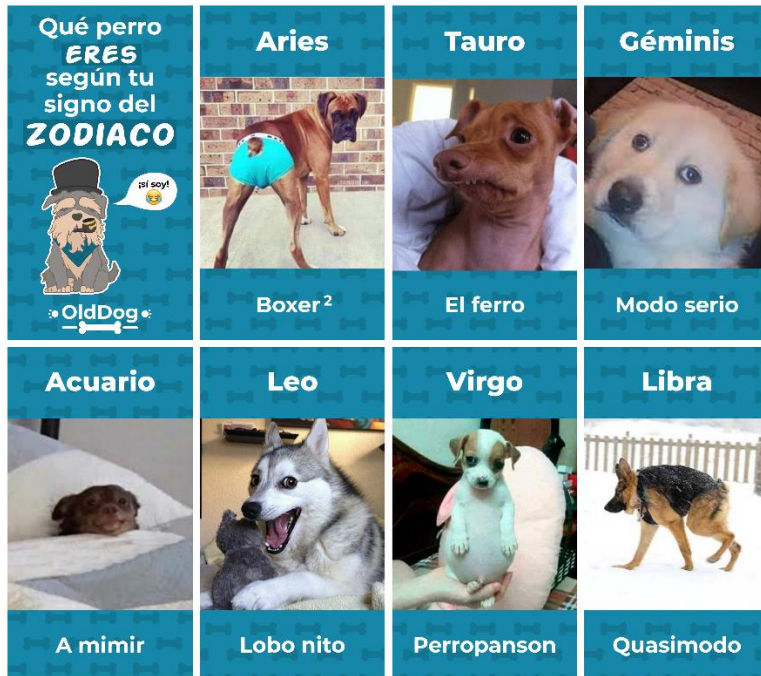 Qué perro
ERES
según tu
signo del
ZODIACO
¡sí soy!
OldDog
Aries
Boxer²
Tauro
El ferro
Géminis
Modo serio
Acuario
A mimir
Leo
Lobo nito
Virgo
Perropanson
Libra
Quasimodo